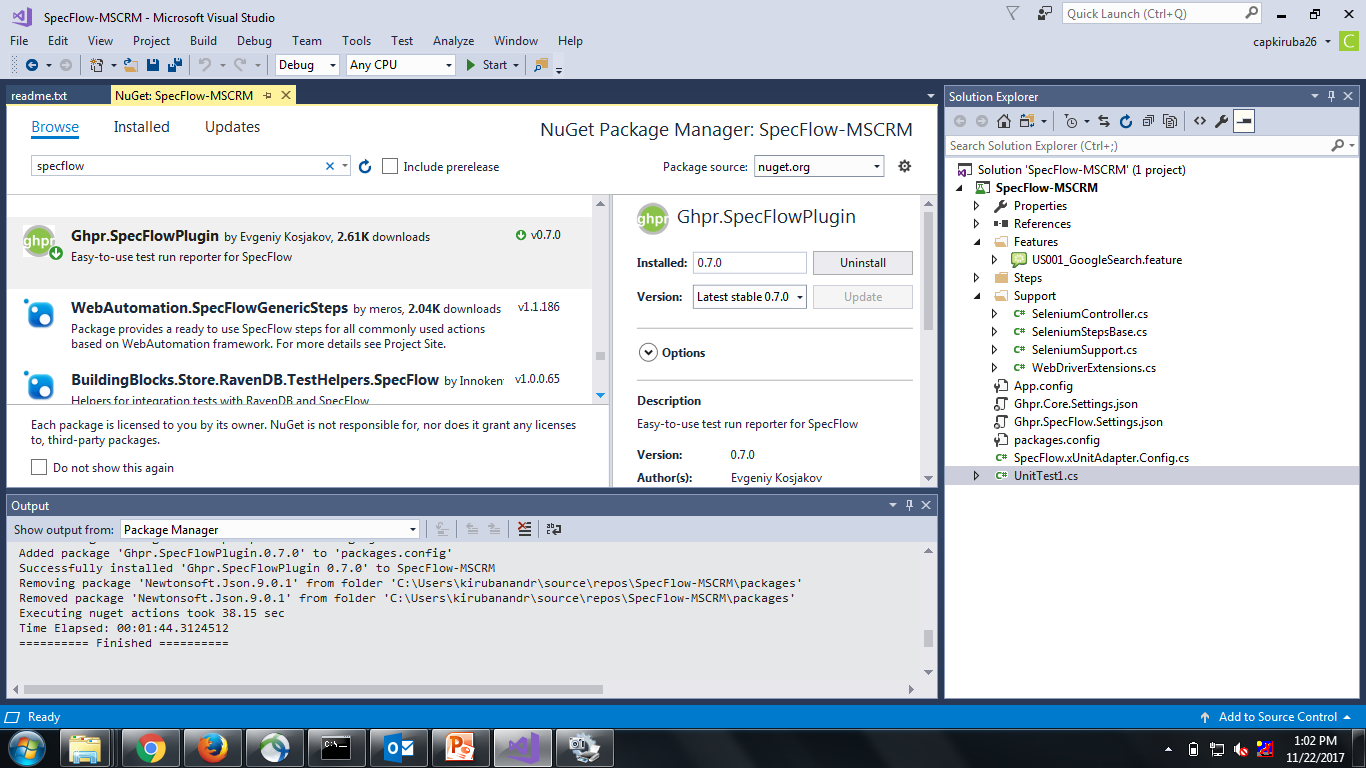 SpecFlow-MSCRM - Microsoft Visual Studio
Quick Launch (Ctrl+Q)
File Edit View Project Build Debug Team Tools Test Analyze Window Help
capkiruba26 C
Debug Any CPU Start
readme.txt NuGet: SpecFlow-MSCRM
Browse Installed Updates
NuGet Package Manager: SpecFlow-MSCRM
specflow
Include prerelease
Package source: nuget.org
ghpr
Ghpr.SpecFlowPlugin by Evgeniy Kosjakov, 2.61K downloads v0.7.0
Easy-to-use test run reporter for SpecFlow
WebAutomation.SpecFlowGenericSteps by meros, 2.04K downloads v1.1.186
Package provides a ready to use SpecFlow steps for all commonly used actions
based on WebAutomation framework. For more details see Project Site.
BuildingBlocks.Store.RavenDB.TestHelpers.SpecFlow by Innokent v1.0.0.65
Helpers for integration tests with RavenDB and SpecFlow
Each package is licensed to you by its owner. NuGet is not responsible for, nor does it grant any licenses
to, third-party packages.
Do not show this again
ghpr
Ghpr.SpecFlowPlugin
Installed: 0.7.0 Uninstall
Version: Latest stable 0.7.0 Update
Options
Description
Easy-to-use test run reporter for SpecFlow
Version: 0.7.0
Author(s): Evgeniy Kosjakov
Output
Show output from: Package Manager
Added package 'Ghpr.SpecFlowPlugin.0.7.0' to 'packages.config'
Successfully installed 'Ghpr.SpecFlowPlugin 0.7.0' to SpecFlow-MSCRM
Removing package 'Newtonsoft.Json.9.0.1' from folder 'C:\Users\kirubanandr\source\repos\SpecFlow-MSCRM\packages'
Removed package 'Newtonsoft.Json.9.0.1' from folder 'C:\Users\kirubanandr\source\repos\SpecFlow-MSCRM\packages'
Executing nuget actions took 38.15 sec
Time Elapsed: 00:01:44.3124512
========== Finished ==========
Solution Explorer
Search Solution Explorer (Ctrl+;)
Solution 'SpecFlow-MSCRM' (1 project)
SpecFlow-MSCRM
Properties
References
Features
US001_GoogleSearch.feature
Steps
Support
C# SeleniumController.cs
C# SeleniumStepsBase.cs
C# SeleniumSupport.cs
C# WebDriverExtensions.cs
App.config
Ghpr.Core.Settings.json
Ghpr.SpecFlow.Settings.json
packages.config
C# SpecFlow.xUnitAdapter.Config.cs
C# UnitTest1.cs
Ready
Add to Source Control
1:02 PM
11/22/2017